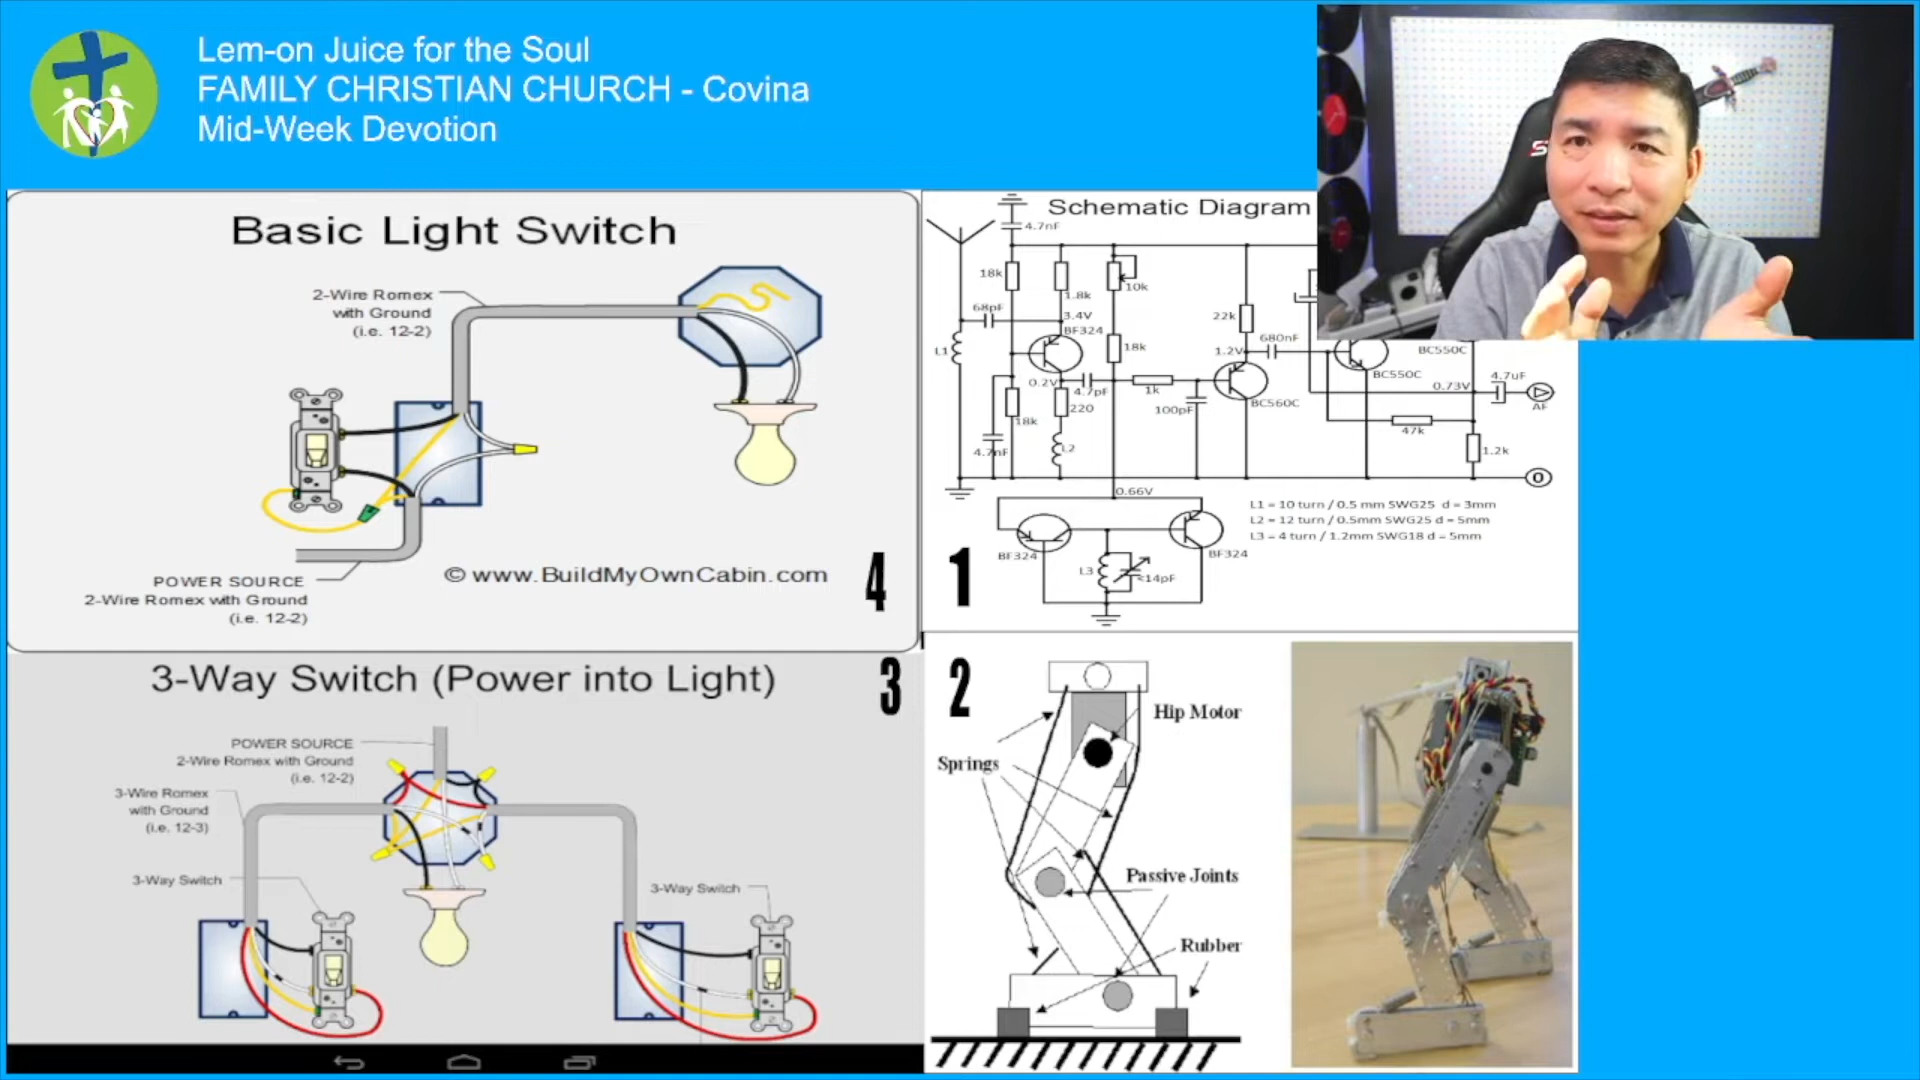 Lem-on Juice for the Soul
FAMILY CHRISTIAN CHURCH - Covina
Mid-Week Devotion
Basic Light Switch
2-Wire Romex
with Ground
(i.e. 12-2)
POWER SOURCE
2-Wire Romex with Ground
(i.e. 12-2)
© www.BuildMyOwnCabin.com
4
Schematic Diagram
4.7nF
18k
1.8k
10k
68pF
3.4V
BF324
22k
680nF
L1
18k
1.2V
BC550C
BC550C
0.2V
4.7pF
1k
BC560C
0.73V
4.7uF
AF
220
100pF
18k
47k
4.7nF
L2
1.2k
0
0.66V
L1 = 10 turn / 0.5 mm SWG25 d = 3mm
L2 = 12 turn / 0.5mm SWG25 d = 5mm
L3 = 4 turn / 1.2mm SWG18 d = 5mm
BF324
BF324
L3
<14pF
1
3-Way Switch (Power into Light)
3
POWER SOURCE
2-Wire Romex with Ground
(i.e. 12-2)
3-Wire Romex
with Ground
(i.e. 12-3)
3-Way Switch
3-Way Switch
2
Hip Motor
Springs
Passive Joints
Rubber